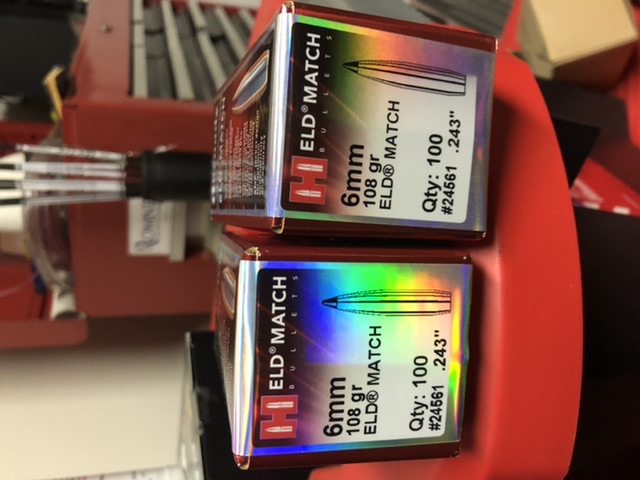 H ELD® MATCH
BULLETS
6mm
108 gr
ELD® MATCH
Qty: 100
#24561 .243"
H ELD® MATCH
BULLETS
6mm
108 gr
ELD® MATCH
Qty: 100
#24561 .243"